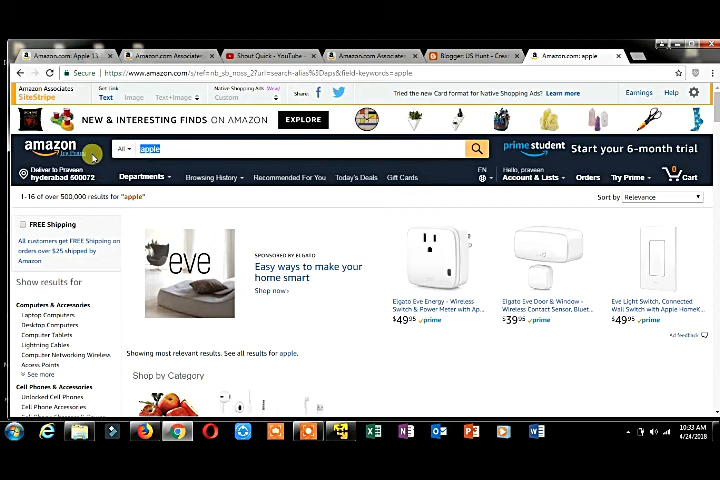 Amazon.com: Apple 13.
Amazon.com Associates
Shout Quick - YouTube
Amazon.com Associates
Blogger: US Hunt - Crea
Amazon.com: apple
Secure
https://www.amazon.com/s/ref=nb_sb_noss_2?url=search-alias%3Daps&field-keywords=apple
Amazon Associates
SiteStripe
Get Link
Text Image Text+Image
Native Shopping Ads (New)
Custom
Share:
Tried the new Card format for Native Shopping Ads? Learn more
Earnings Help
NEW & INTERESTING FINDS ON AMAZON EXPLORE
amazon
Try Prime
All
apple
prime student Start your 6-month trial
Deliver to Praveen
hyderabad 500072
Departments
Browsing History
Recommended For You
Today's Deals
Gift Cards
EN
Hello, praveen
Account & Lists
Orders
Try Prime
0
Cart
1-16 of over 500,000 results for "apple"
Sort by Relevance
FREE Shipping
All customers get FREE Shipping on
orders over $25 shipped by
Amazon
Show results for
Computers & Accessories
Laptop Computers
Desktop Computers
Computer Tablets
Lightning Cables
Computer Networking Wireless
Access Points
See more
Cell Phones & Accessories
Unlocked Cell Phones
Cell Phone Accessories
eve
SPONSORED BY ELGATO
Easy ways to make your
home smart
Shop now›
Elgato Eve Energy - Wireless
Switch & Power Meter with Ap...
$49.95 prime
Elgato Eve Door & Window -
Wireless Contact Sensor, Bluet...
$39.95 prime
Eve Light Switch, Connected
Wall Switch with Apple HomeK...
$49.95 prime
Ad feedback
Showing most relevant results. See all results for apple.
Shop by Category
10:33 AM
4/24/2018